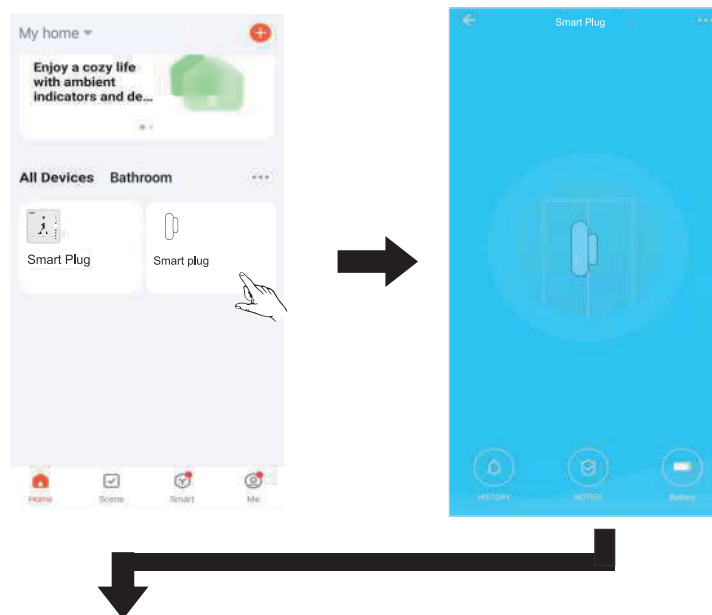 My home
Enjoy a cozy life
with ambient
indicators and de...
All Devices Bathroom
Smart Plug
Smart plug
Home Scene Smart Me
Smart Plug
HISTORY NOTICE Battery